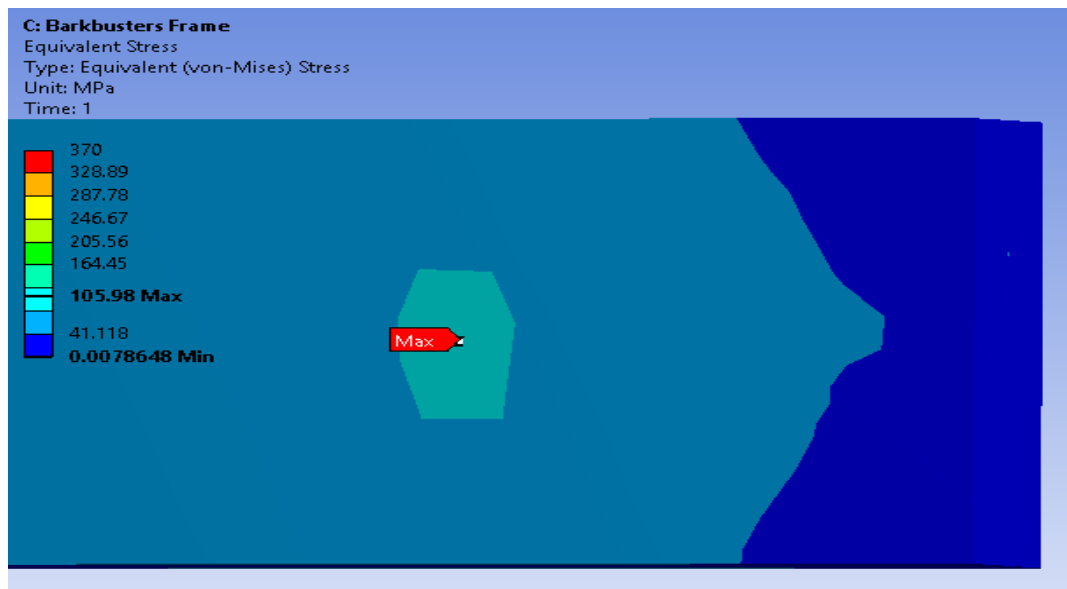 C: Barkbusters Frame
Equivalent Stress
Type: Equivalent (von-Mises) Stress
Unit: MPa
Time: 1
370
328.89
287.78
246.67
205.56
164.45
105.98 Max
41.118
0.0078648 Min
Max